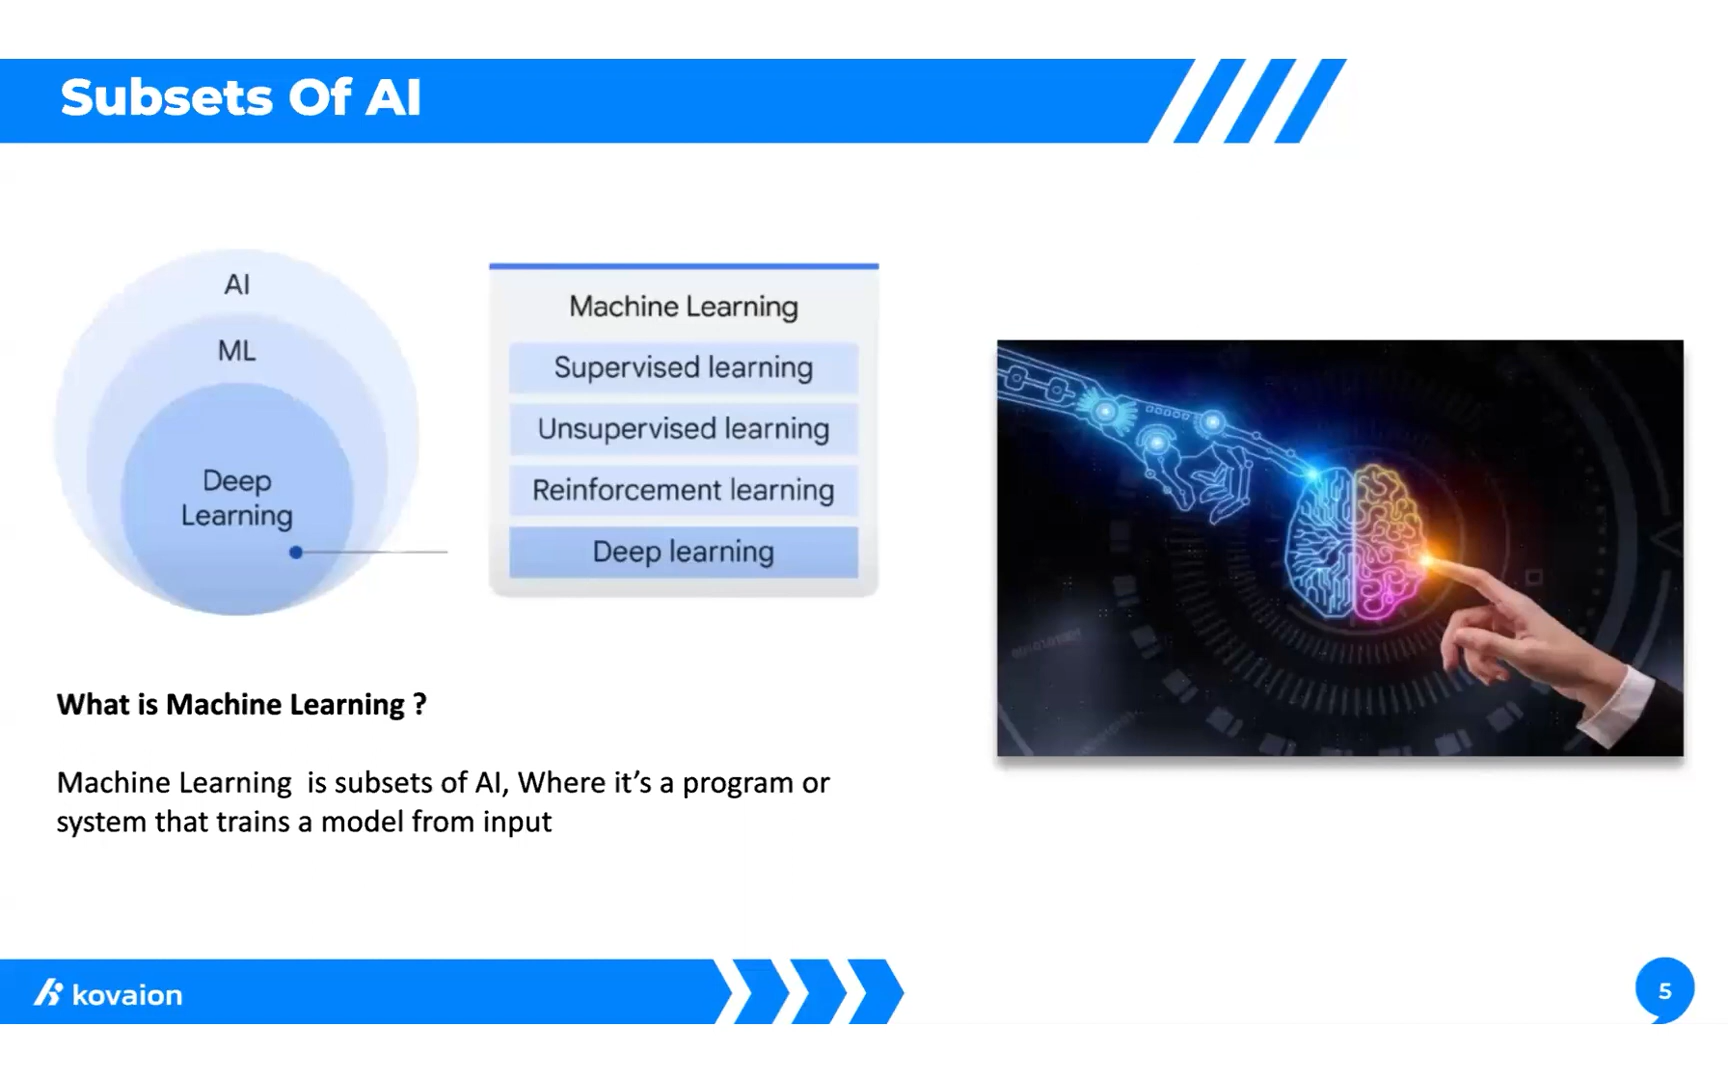 Subsets Of AI
AI
ML
Deep
Learning
Machine Learning
Supervised learning
Unsupervised learning
Reinforcement learning
Deep learning
What is Machine Learning ?
Machine Learning  is subsets of AI, Where it’s a program or
system that trains a model from input
kovaion
5